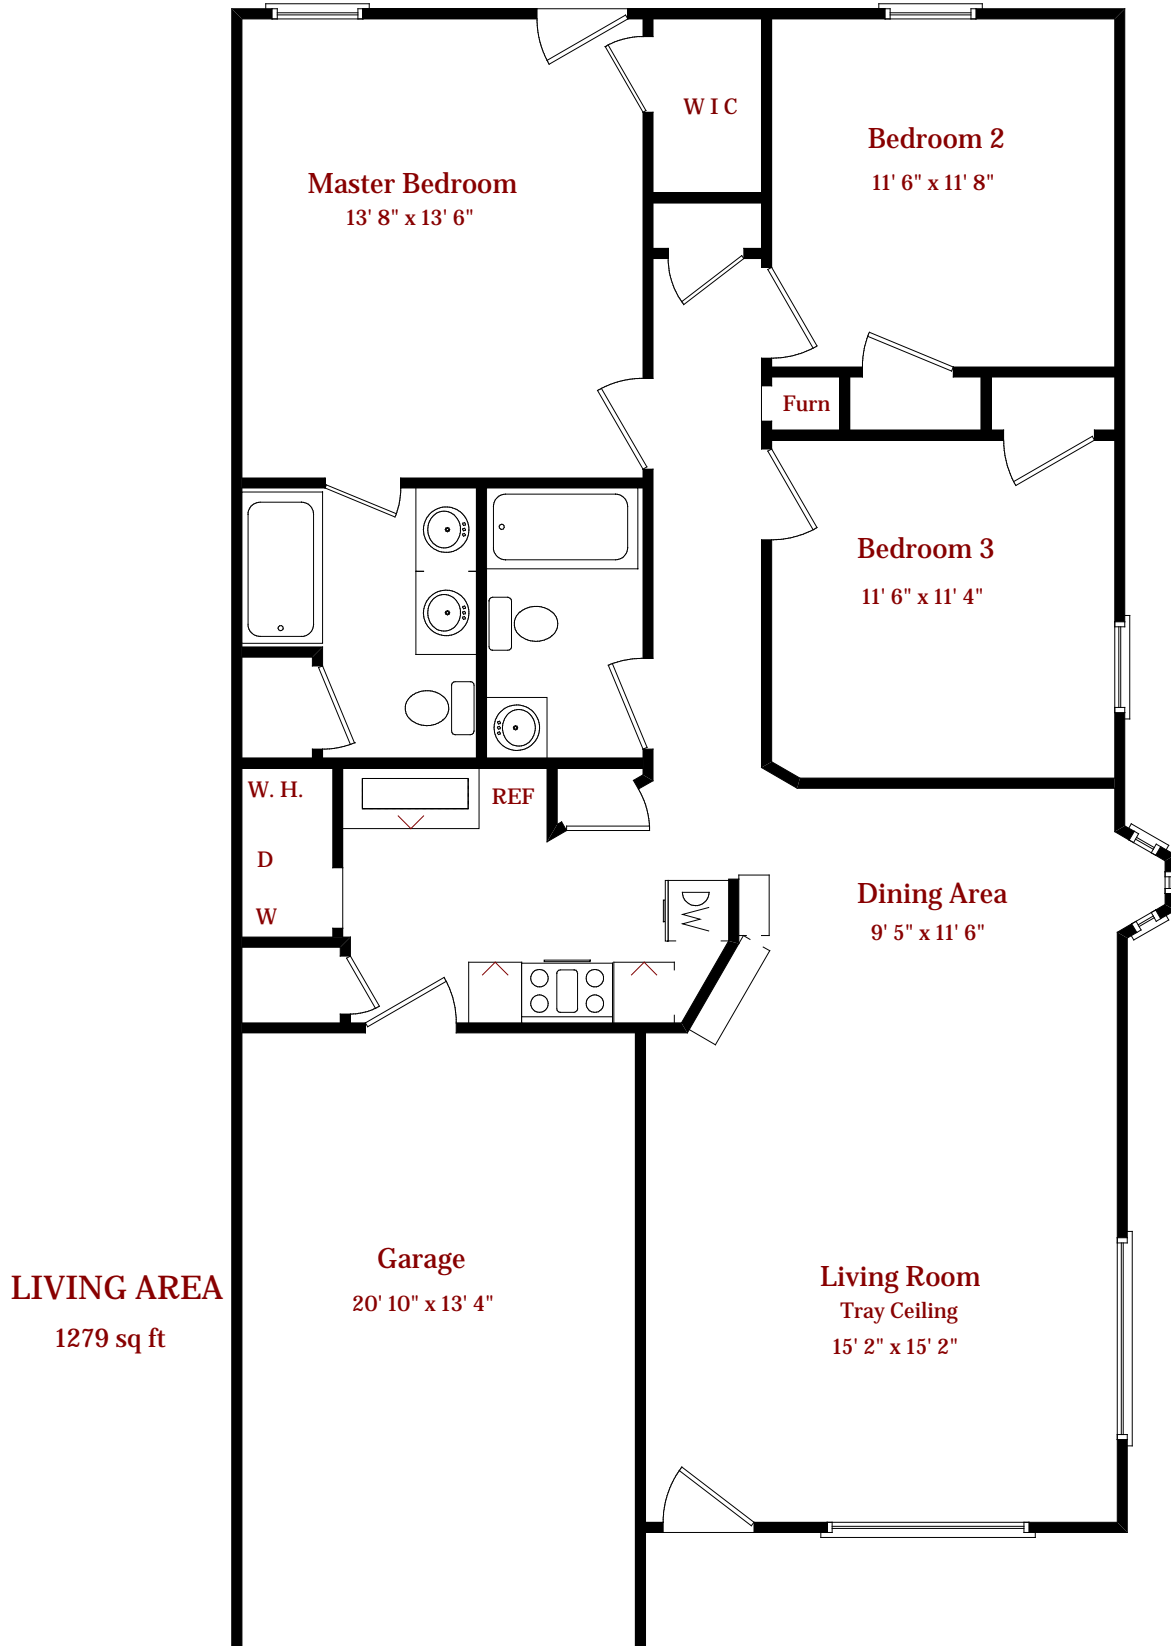 W I C
Bedroom 2
11' 6" x 11' 8"
Master Bedroom
13' 8" x 13' 6"
Furn
Bedroom 3
11' 6" x 11' 4"
W. H.
REF
D
W
DW
Dining Area
9' 5" x 11' 6"
Garage
20' 10" x 13' 4"
LIVING AREA
1279 sq ft
Living Room
Tray Ceiling
15' 2" x 15' 2"